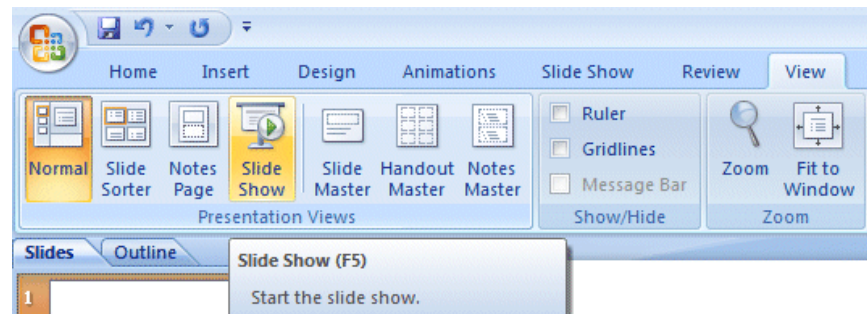 Home Insert Design Animations Slide Show Review View
Normal Slide Sorter Notes Page Slide Show Slide Master Handout Master Notes Master
Ruler
Gridlines
Message Bar
Zoom Fit to Window
Presentation Views Show/Hide Zoom
Slides Outline
Slide Show (F5)
1 Start the slide show.